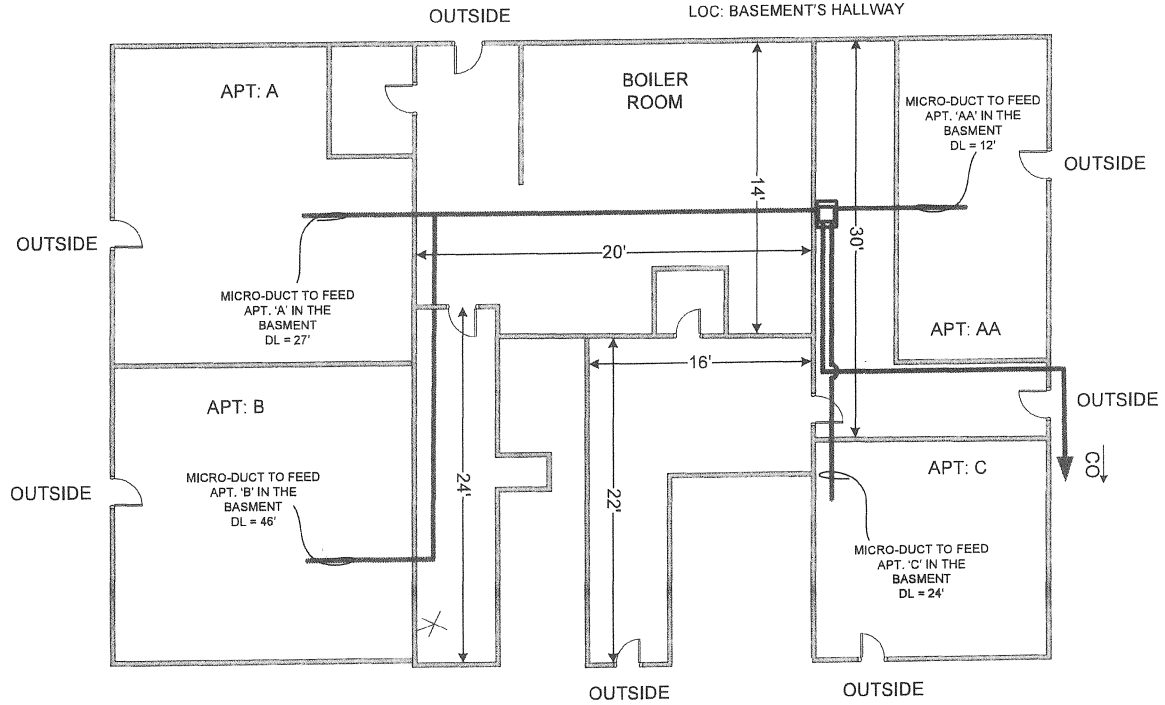 LOC: BASEMENT'S HALLWAY
OUTSIDE
APT: A
BOILER
ROOM
MICRO-DUCT TO FEED
APT. 'AA' IN THE
BASMENT
DL = 12'
OUTSIDE
14'
30'
OUTSIDE
20'
MICRO-DUCT TO FEED
APT. 'A' IN THE
BASMENT
DL = 27'
APT: AA
16'
APT: B
OUTSIDE
MICRO-DUCT TO FEED
APT. 'B' IN THE
BASMENT
DL = 46'
OUTSIDE
24'
22'
APT: C
CO
MICRO-DUCT TO FEED
APT. 'C' IN THE
BASMENT
DL = 24'
OUTSIDE
OUTSIDE